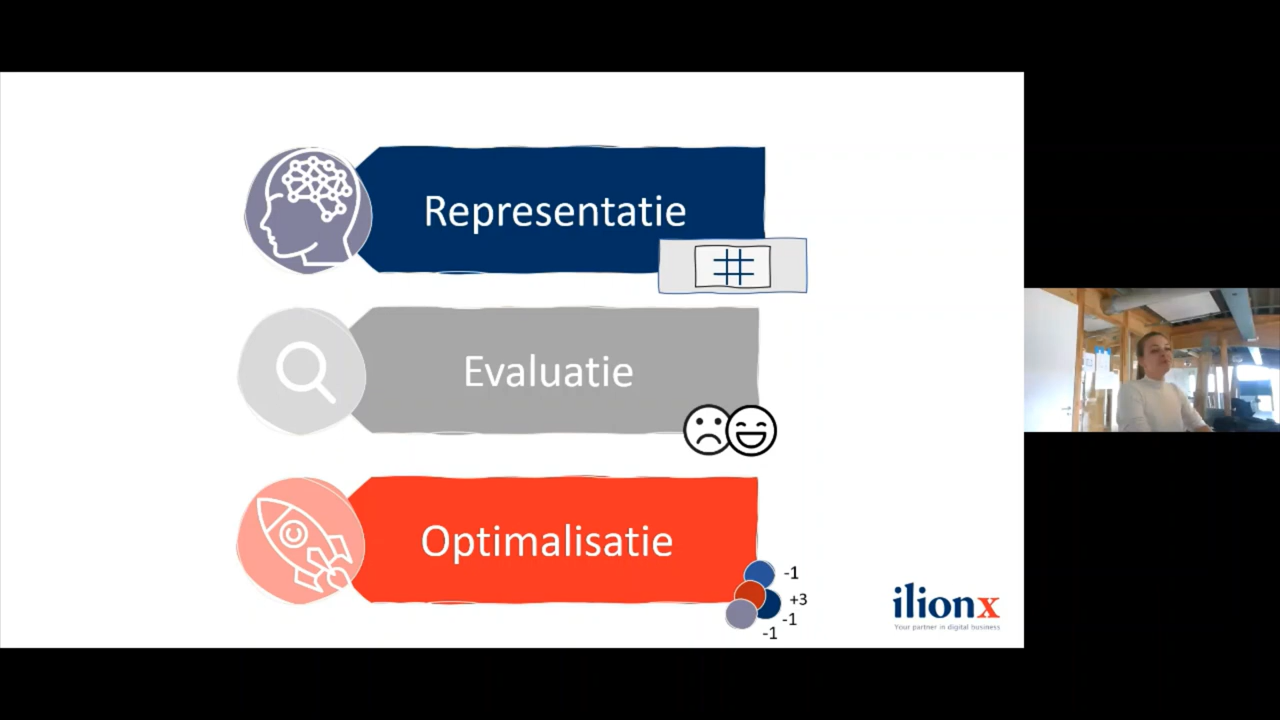 Representatie
Evaluatie
Optimalisatie
-1
+3
-1
-1
ilionx
Your partner in digital business